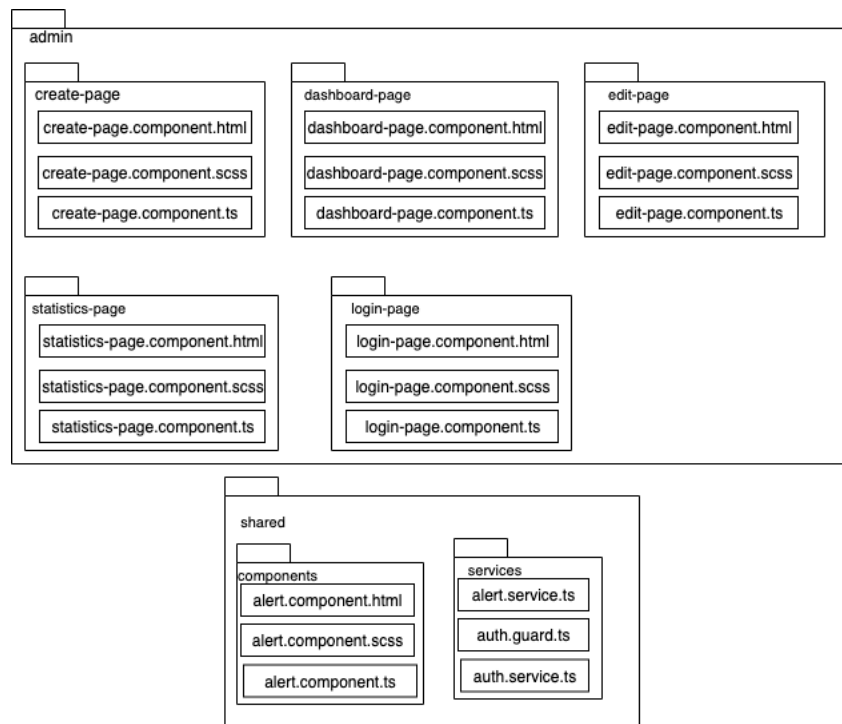 admin
create-page
create-page.component.html
create-page.component.scss
create-page.component.ts
dashboard-page
dashboard-page.component.html
dashboard-page.component.scss
dashboard-page.component.ts
edit-page
edit-page.component.html
edit-page.component.scss
edit-page.component.ts
statistics-page
statistics-page.component.html
statistics-page.component.scss
statistics-page.component.ts
login-page
login-page.component.html
login-page.component.scss
login-page.component.ts
shared
components
alert.component.html
alert.component.scss
alert.component.ts
services
alert.service.ts
auth.guard.ts
auth.service.ts